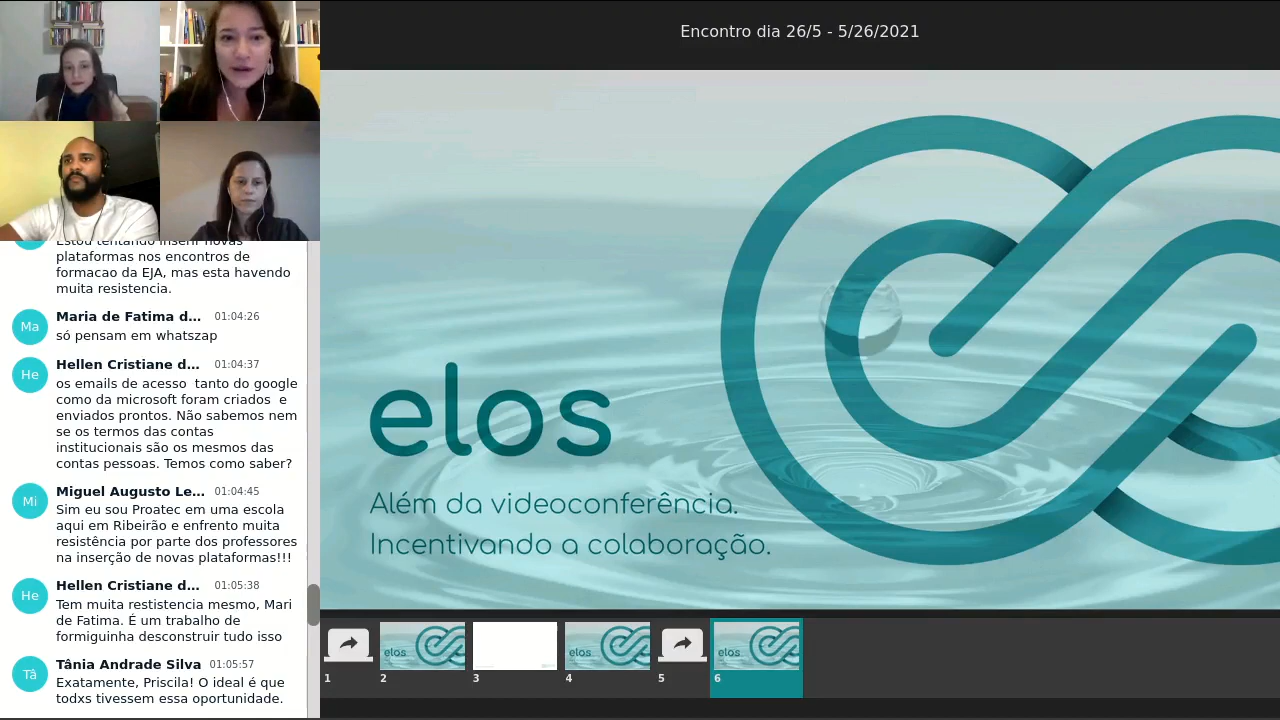 Encontro dia 26/5 - 5/26/2021
Estou tentando inserir novas
plataformas nos encontros de
formacao da EJA, mas esta havendo
muita resistencia.
Ma
Maria de Fatima d... 01:04:26
só pensam em whatszap
He
Hellen Cristiane d... 01:04:37
os emails de acesso tanto do google
como da microsoft foram criados e
enviados prontos. Não sabemos nem
se os termos das contas
institucionais são os mesmos das
contas pessoas. Temos como saber?
Mi
Miguel Augusto Le... 01:04:45
Sim eu sou Proatec em uma escola
aqui em Ribeirão e enfrento muita
resistência por parte dos professores
na inserção de novas plataformas!!!
He
Hellen Cristiane d... 01:05:38
Tem muita restistencia mesmo, Mari
de Fatima. É um trabalho de
formiguinha desconstruir tudo isso
Tâ
Tânia Andrade Silva 01:05:57
Exatamente, Priscila! O ideal é que
todxs tivessem essa oportunidade.
elos
Além da videoconferência.
Incentivando a colaboração.
elos
elos
elos
1
2
3
4
5
6